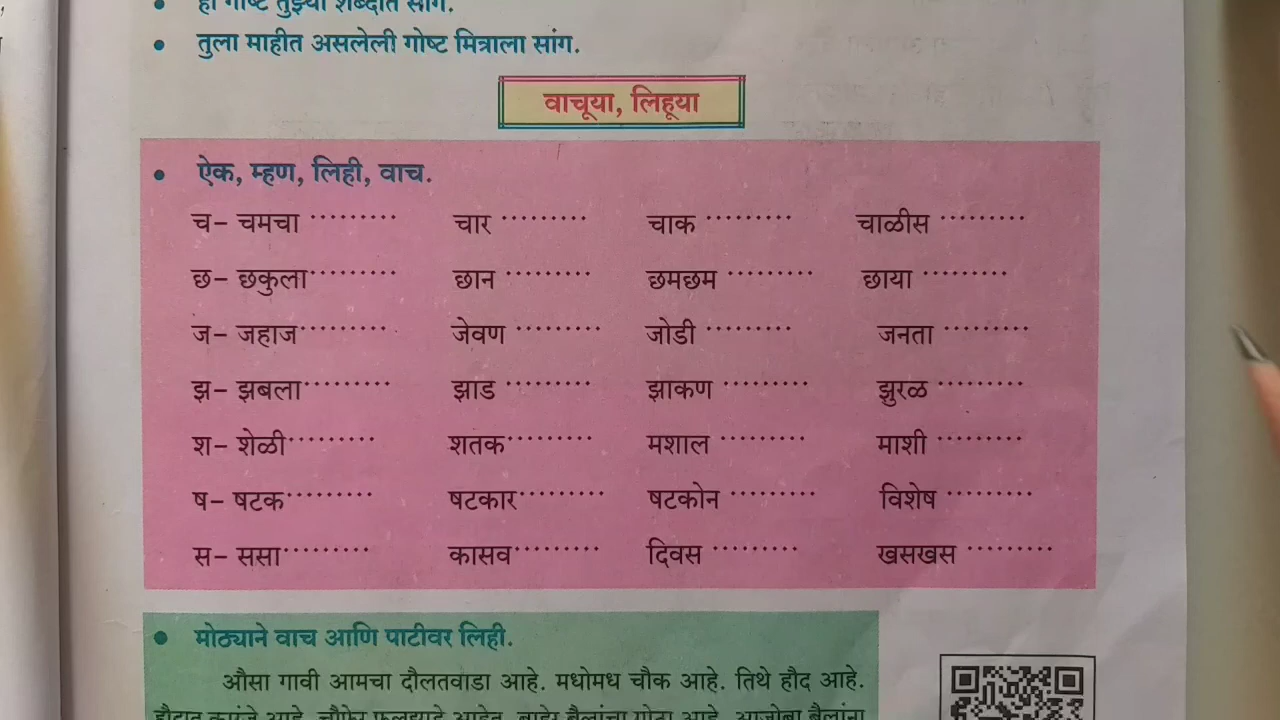 ही गोष्ट तुझ्या शब्दात सांग.
• तुला माहीत असलेली गोष्ट मित्राला सांग.
वाचूया, लिहूया
• ऐक, म्हण, लिही, वाच.
च– चमचा ········· चार ········· चाक ········· चाळीस ·········
छ– छकुला ········· छान ········· छमछम ········· छाया ·········
ज– जहाज ········· जेवण ········· जोडी ········· जनता ·········
झ– झबला ········· झाड ········· झाकण ········· झुरळ ·········
श– शेळी ········· शतक ········· मशाल ········· माशी ·········
ष– षटक ········· षटकार ········· षटकोन ········· विशेष ·········
स– ससा ········· कासव ········· दिवस ········· खसखस ·········
• मोठ्याने वाच आणि पाटीवर लिही.
औसा गावी आमचा दौलतवाडा आहे. मधोमध चौक आहे. तिथे हौद आहे.